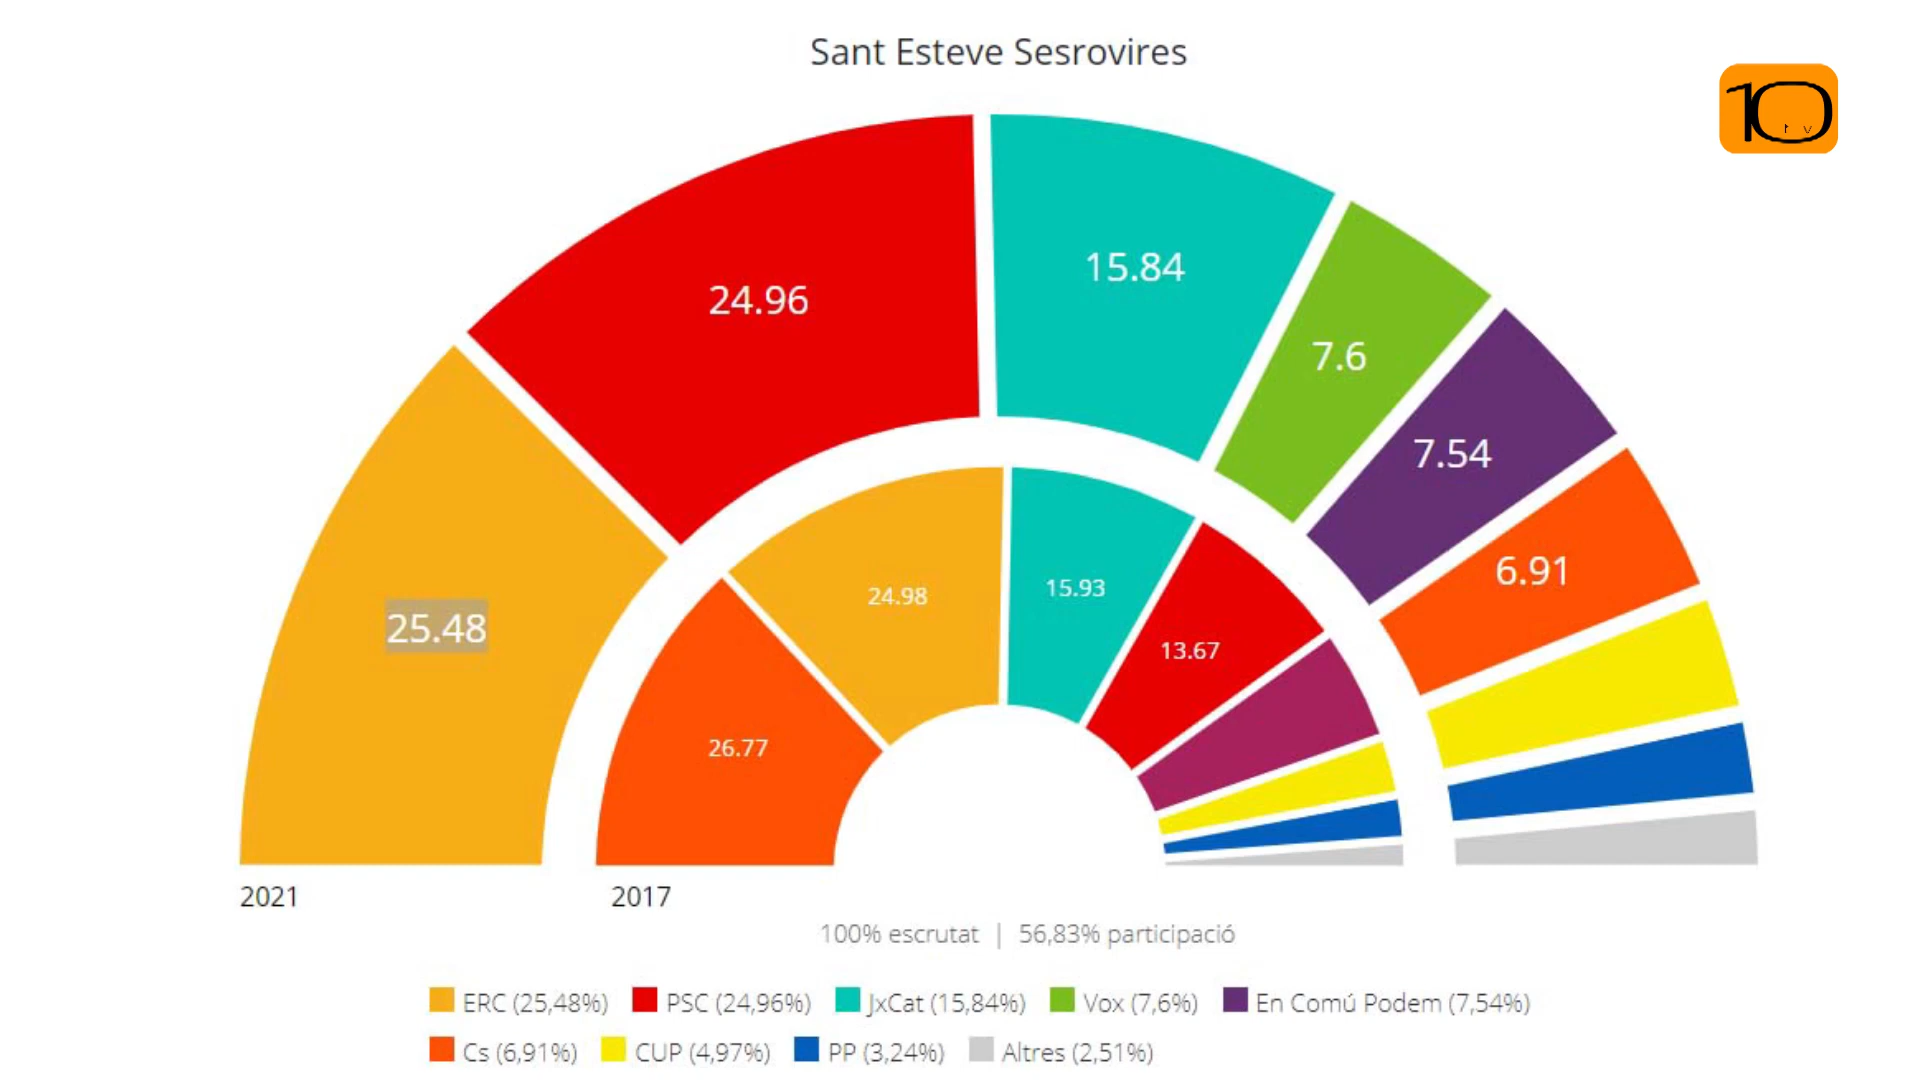 Sant Esteve Sesrovires
10
tv
15.84
24.96
7.6
7.54
6.91
25.48
24.98
15.93
13.67
26.77
2021
2017
100% escrutat | 56,83% participació
ERC (25,48%) PSC (24,96%) JxCat (15,84%) Vox (7,6%) En Comú Podem (7,54%)
Cs (6,91%) CUP (4,97%) PP (3,24%) Altres (2,51%)